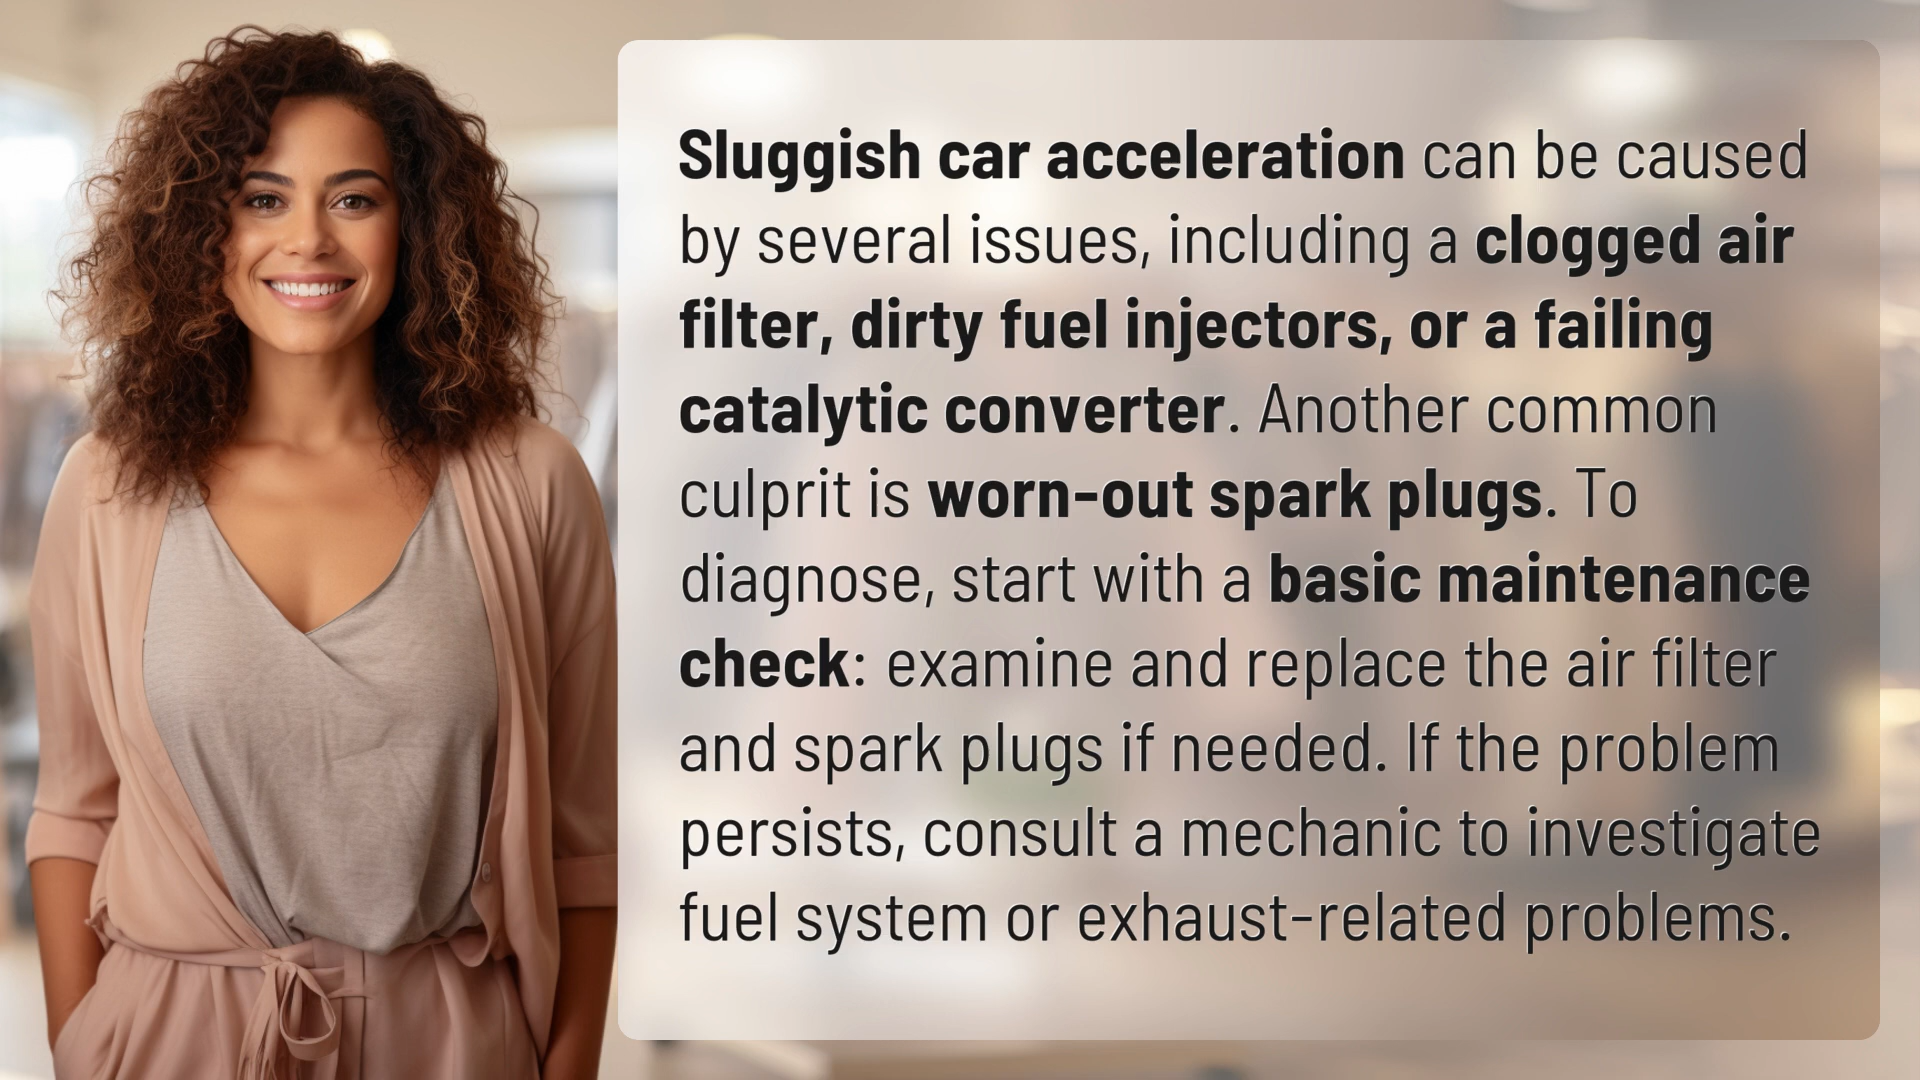 Sluggish car acceleration can be caused
by several issues, including a clogged air
filter, dirty fuel injectors, or a failing
catalytic converter. Another common
culprit is worn-out spark plugs. To
diagnose, start with a basic maintenance
check: examine and replace the air filter
and spark plugs if needed. If the problem
persists, consult a mechanic to investigate
fuel system or exhaust-related problems.